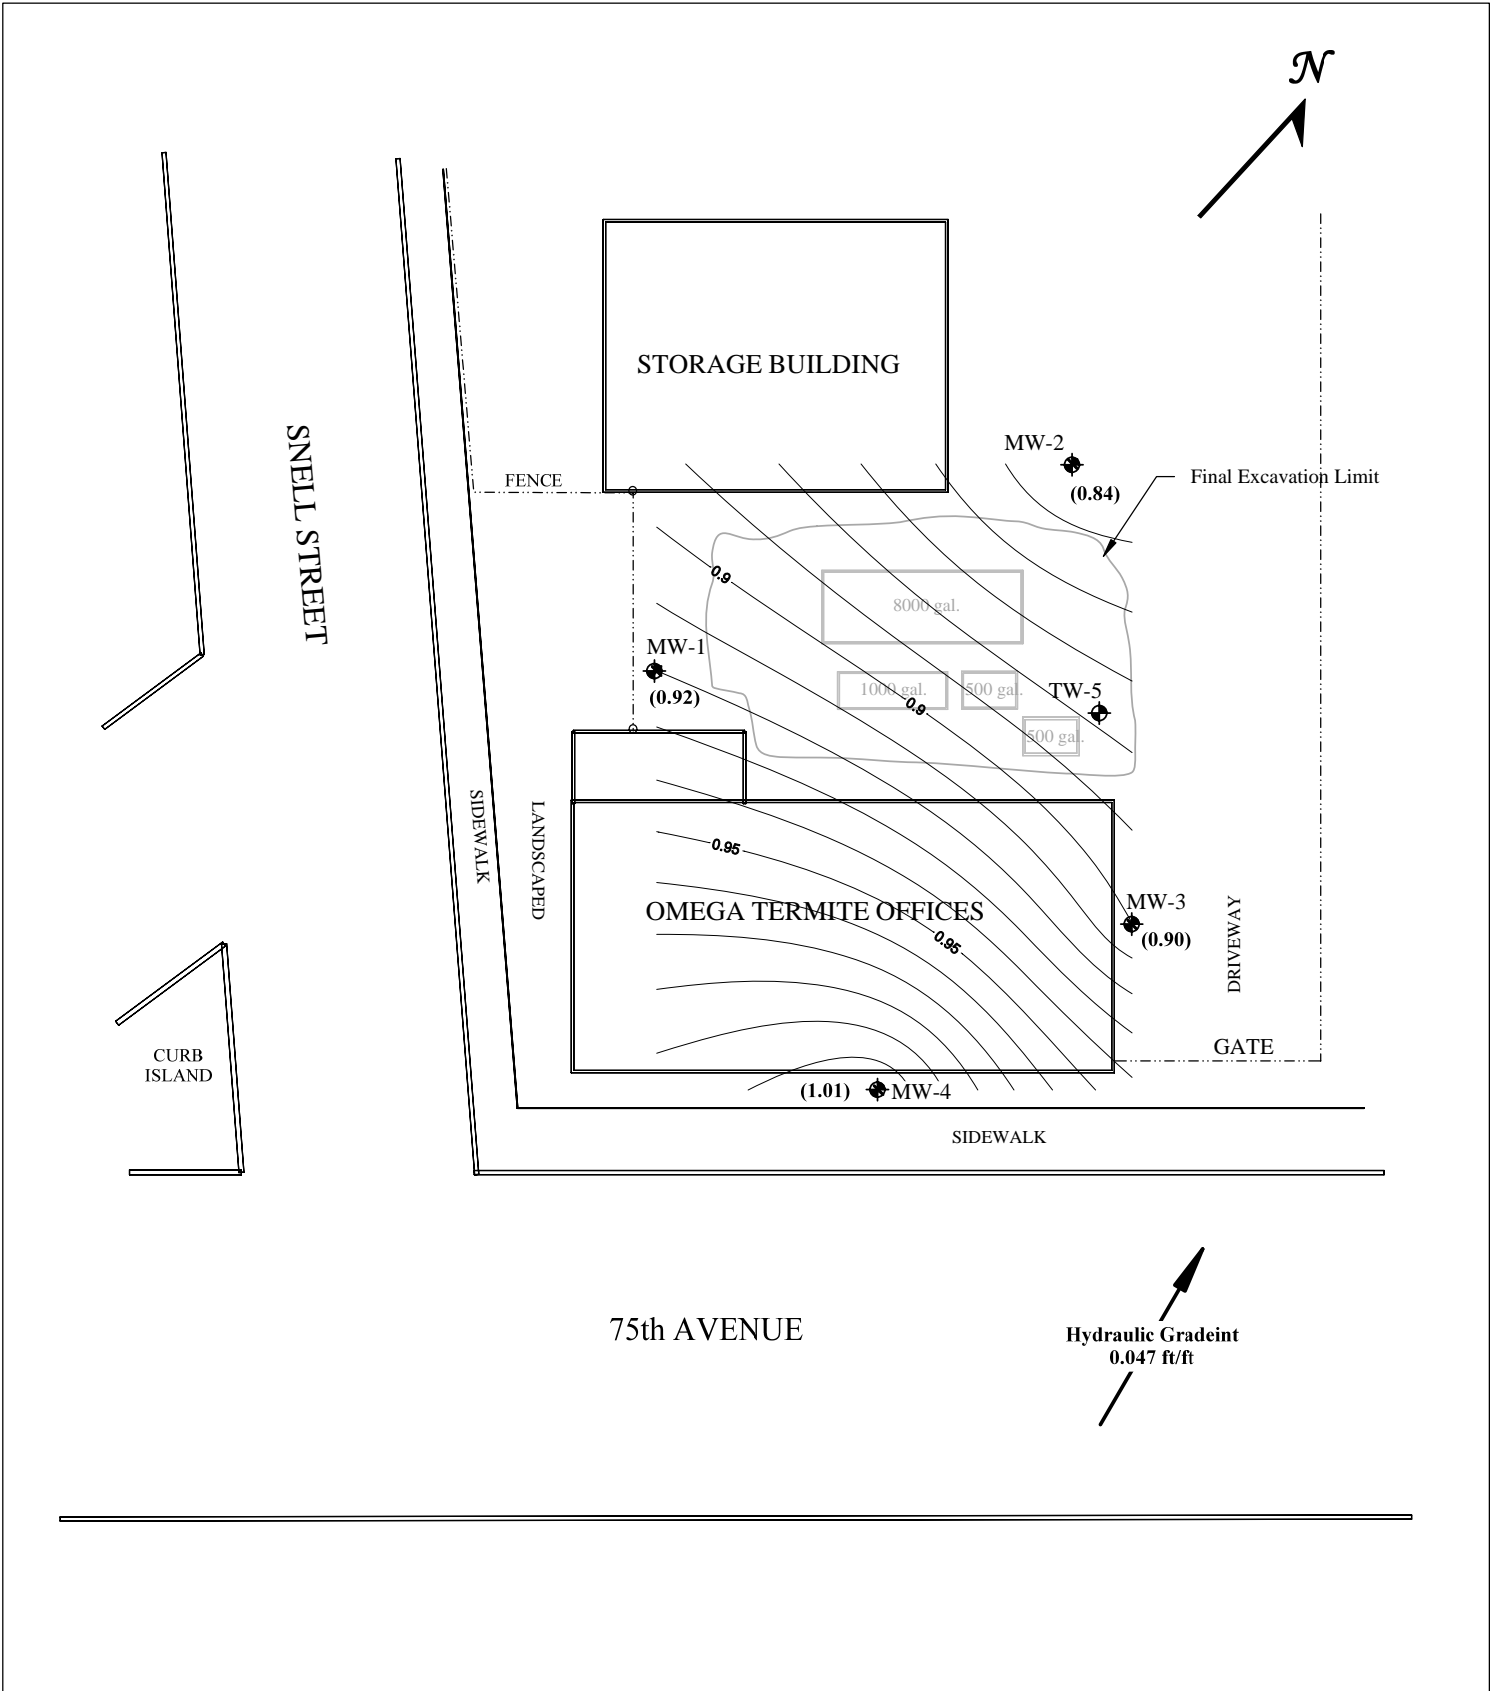 N
STORAGE BUILDING
MW-2
(0.84)
Final Excavation Limit
FENCE
SNELL STREET
0.9
8000 gal.
MW-1
(0.92)
1000 gal.
500 gal.
0.9
TW-5
500 gal.
SIDEWALK
LANDSCAPED
0.95
OMEGA TERMITE OFFICES
0.95
MW-3
(0.90)
DRIVEWAY
GATE
CURB
ISLAND
(1.01)
MW-4
SIDEWALK
75th AVENUE
Hydraulic Gradeint
0.047 ft/ft